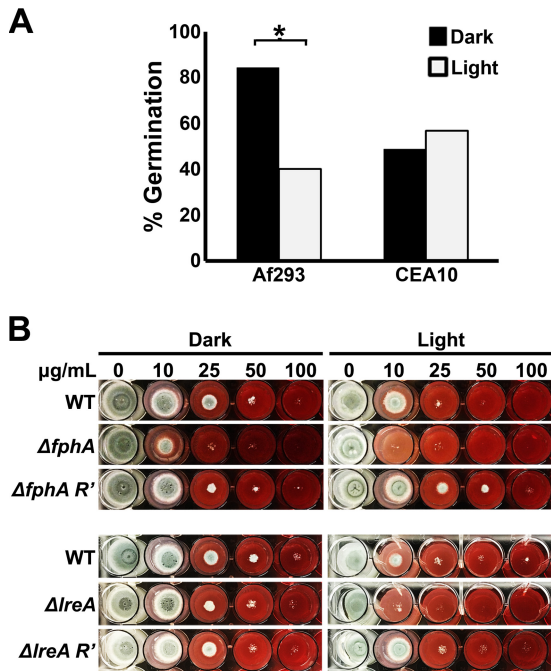 A
100
80
60
40
20
0
% Germination
*
Dark
Light
Af293 CEA10
B
Dark Light
µg/mL 0 10 25 50 100 0 10 25 50 100
WT
ΔfphA
ΔfphA R’
WT
ΔlreA
ΔlreA R’